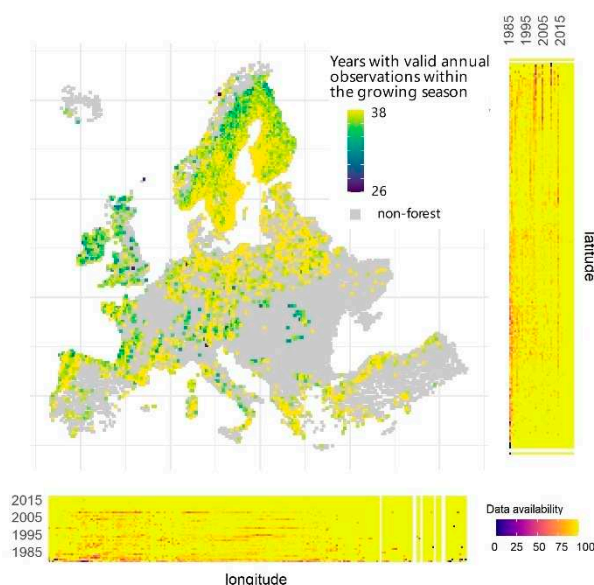 1985
1995
2005
2015
Years with valid annual
observations within
the growing season
38
26
non-forest
latitude
2015
2005
1995
1985
longitude
Data availability
0 25 50 75 100